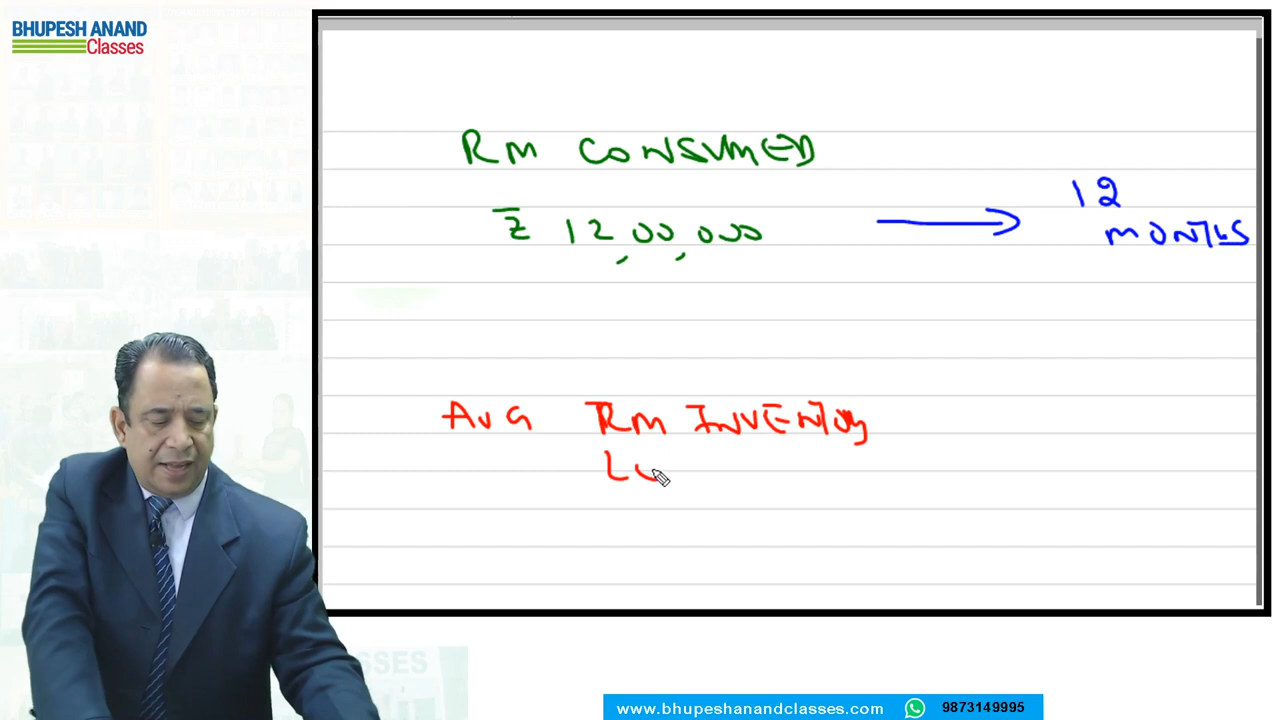 BHUPESH ANAND
Classes
RM CONSUMED
₹ 12,00,000
12
MONTHS
AVG RM INVENTORY
www.bhupeshanandclasses.com 9873149995